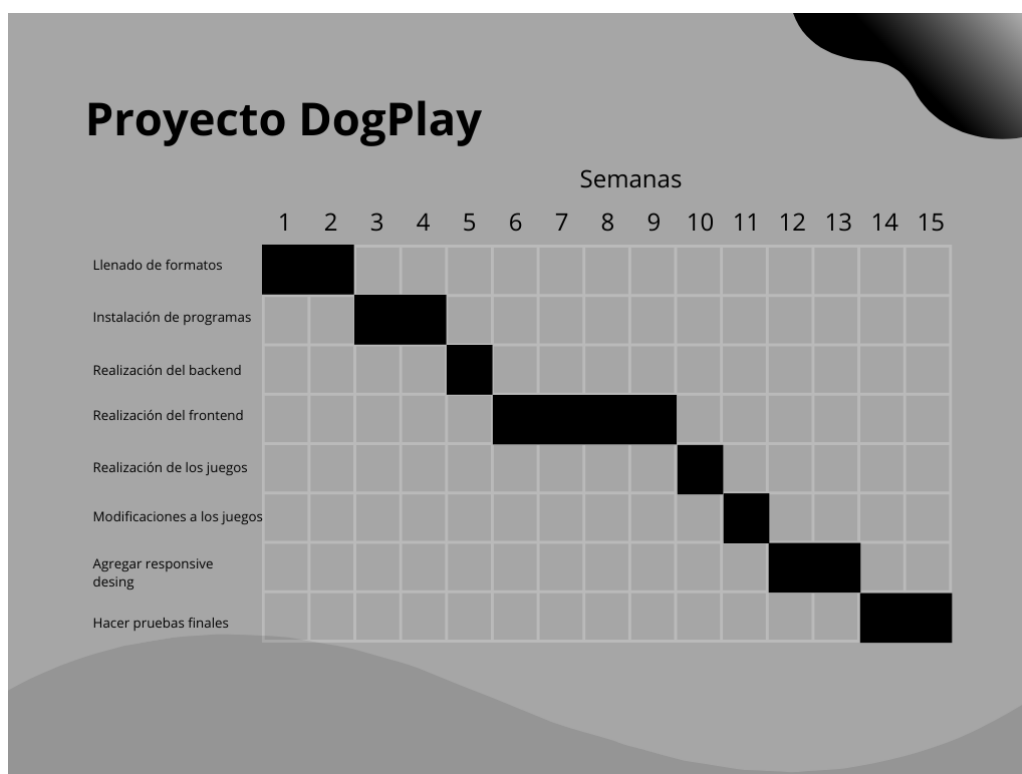 Proyecto DogPlay
Semanas
1 2 3 4 5 6 7 8 9 10 11 12 13 14 15
Llenado de formatos
Instalación de programas
Realización del backend
Realización del frontend
Realización de los juegos
Modificaciones a los juegos
Agregar responsive
desing
Hacer pruebas finales